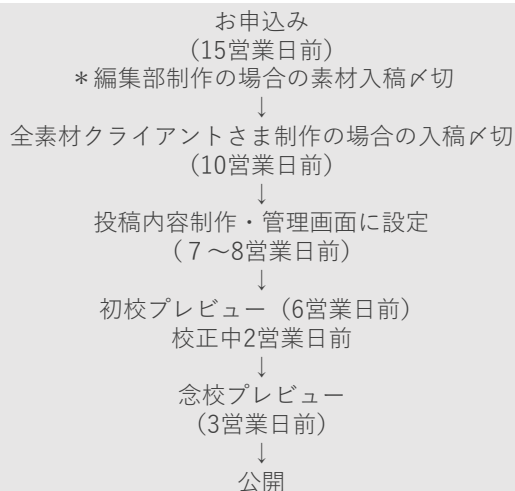 お申込み
(15営業日前)
＊編集部制作の場合の素材入稿〆切
↓
全素材クライアントさま制作の場合の入稿〆切
(10営業日前)
↓
投稿内容制作・管理画面に設定
(７～8営業日前)
↓
初校プレビュー（6営業日前）
校正中2営業日前
↓
念校プレビュー
(3営業日前)
↓
公開